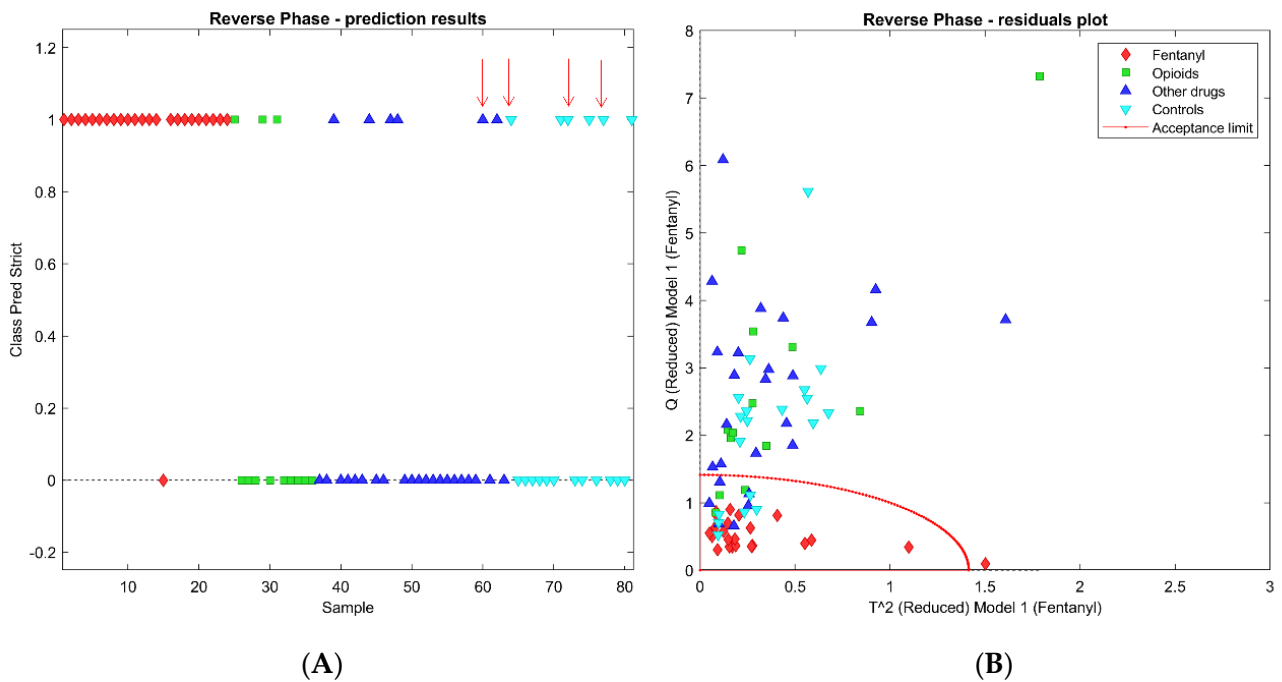 Reverse Phase - prediction results
1.2
1
0.8
0.6
0.4
0.2
0
-0.2
Class Pred Strict
10
20
30
40
50
60
70
80
Sample
(A)
Reverse Phase - residuals plot
8
7
6
5
4
3
2
1
0
Q (Reduced) Model 1 (Fentanyl)
Fentanyl
Opioids
Other drugs
Controls
Acceptance limit
0
0.5
1
1.5
2
2.5
3
T^2 (Reduced) Model 1 (Fentanyl)
(B)